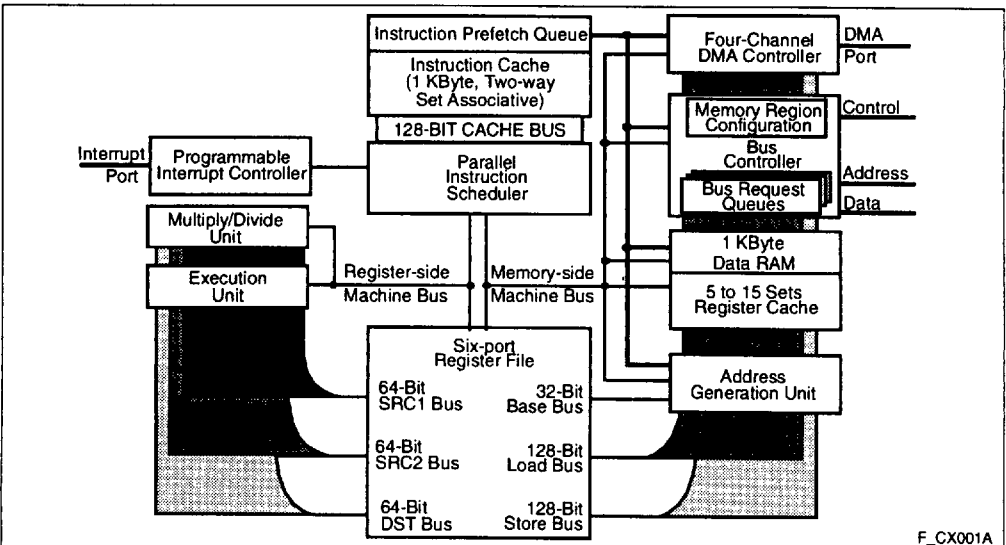 Instruction Prefetch Queue
Instruction Cache
(1 KByte, Two-way
Set Associative)
128-BIT CACHE BUS
Parallel
Instruction
Scheduler
Interrupt
Port
Programmable
Interrupt Controller
Multiply/Divide
Unit
Execution
Unit
Register-side
Machine Bus
Memory-side
Machine Bus
Four-Channel
DMA Controller
DMA
Port
Memory Region
Configuration
Bus
Controller
Bus Request
Queues
Control
Address
Data
1 KByte
Data RAM
5 to 15 Sets
Register Cache
Address
Generation Unit
Six-port
Register File
64-Bit
SRC1 Bus
64-Bit
SRC2 Bus
64-Bit
DST Bus
32-Bit
Base Bus
128-Bit
Load Bus
128-Bit
Store Bus
F_CX001A